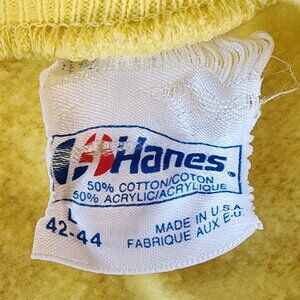 Hanes.
50% COTTON/COTON
50% ACRYLIC/ACRYLIQUE
L
42-44
MADE IN U.S.A.
FABRIQUE AUX E-U